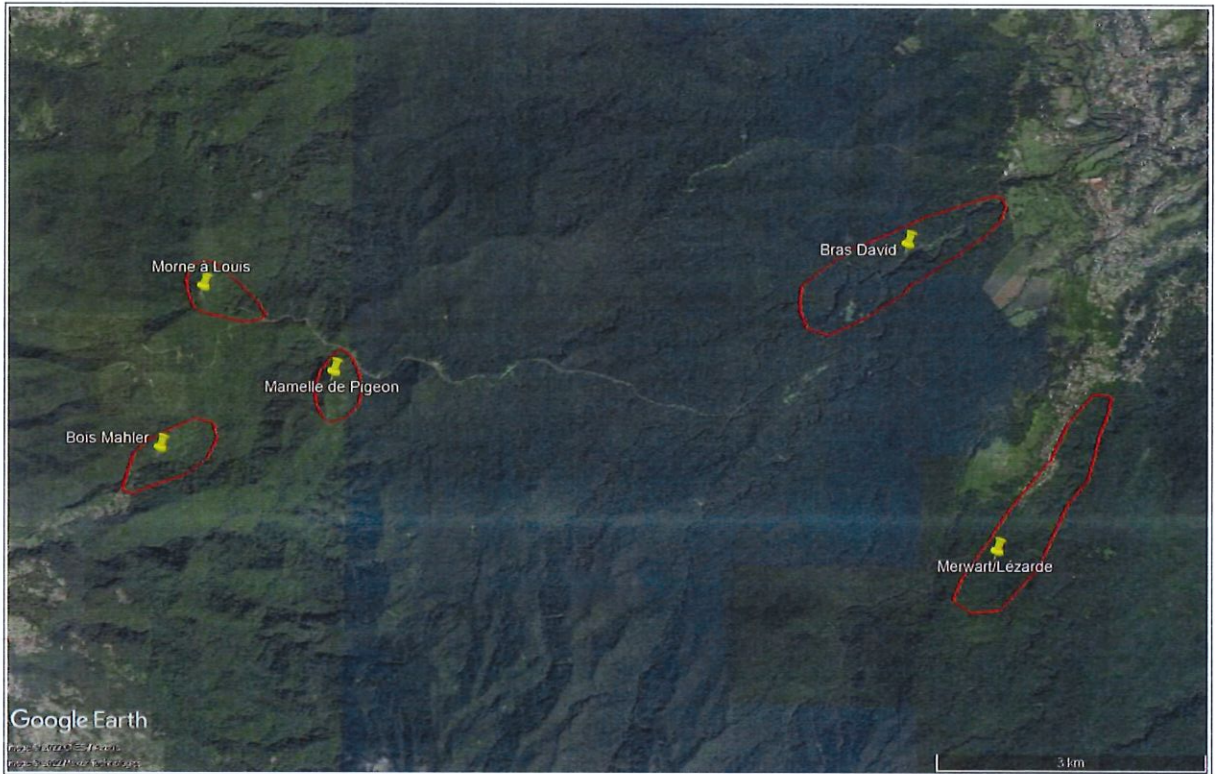 Bras David
Morne à Louis
Mamelle de Pigeon
Bois Mahler
Merwart/Lézarde
Google Earth
3 km